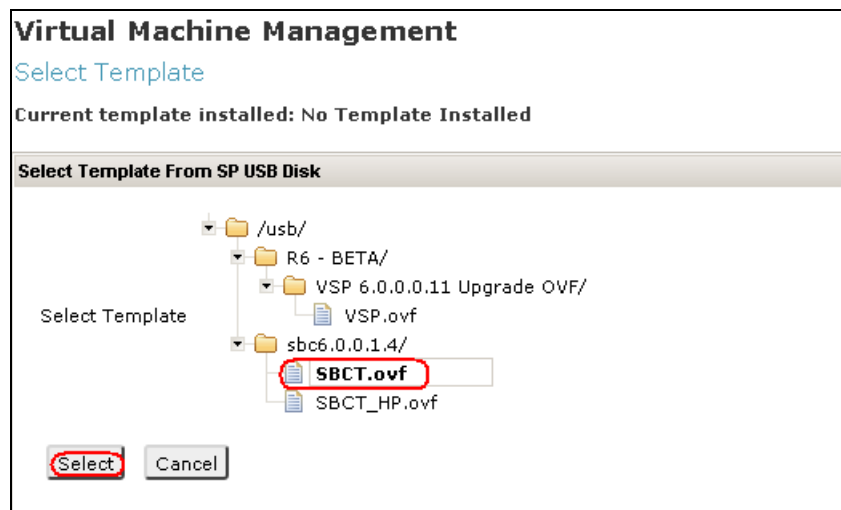 Virtual Machine Management
Select Template
Current template installed: No Template Installed
Select Template From SP USB Disk
/usb/
R6 - BETA/
VSP 6.0.0.0.11 Upgrade OVF/
Select Template
VSP.ovf
sbc6.0.0.1.4/
SBCT.ovf
SBCT_HP.ovf
Select Cancel